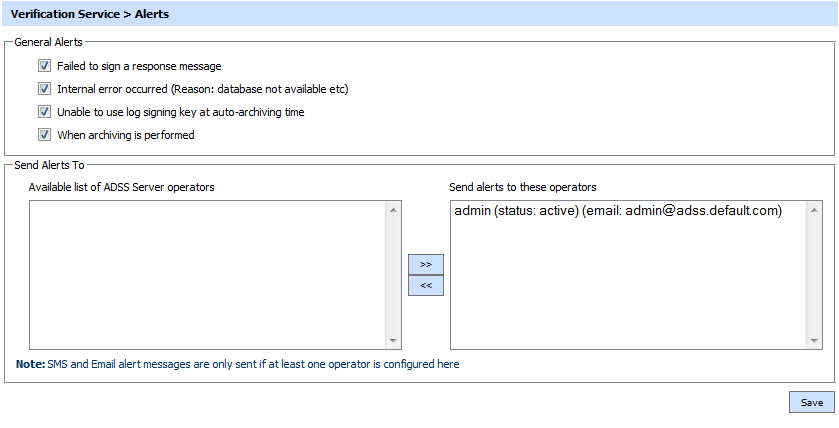 Verification Service > Alerts
General Alerts
Failed to sign a response message
Internal error occurred (Reason: database not available etc)
Unable to use log signing key at auto-archiving time
When archiving is performed
Send Alerts To
Available list of ADSS Server operators
Send alerts to these operators
admin (status: active) (email: admin@adss.default.com)
>>
<<
Note: SMS and Email alert messages are only sent if at least one operator is configured here
Save